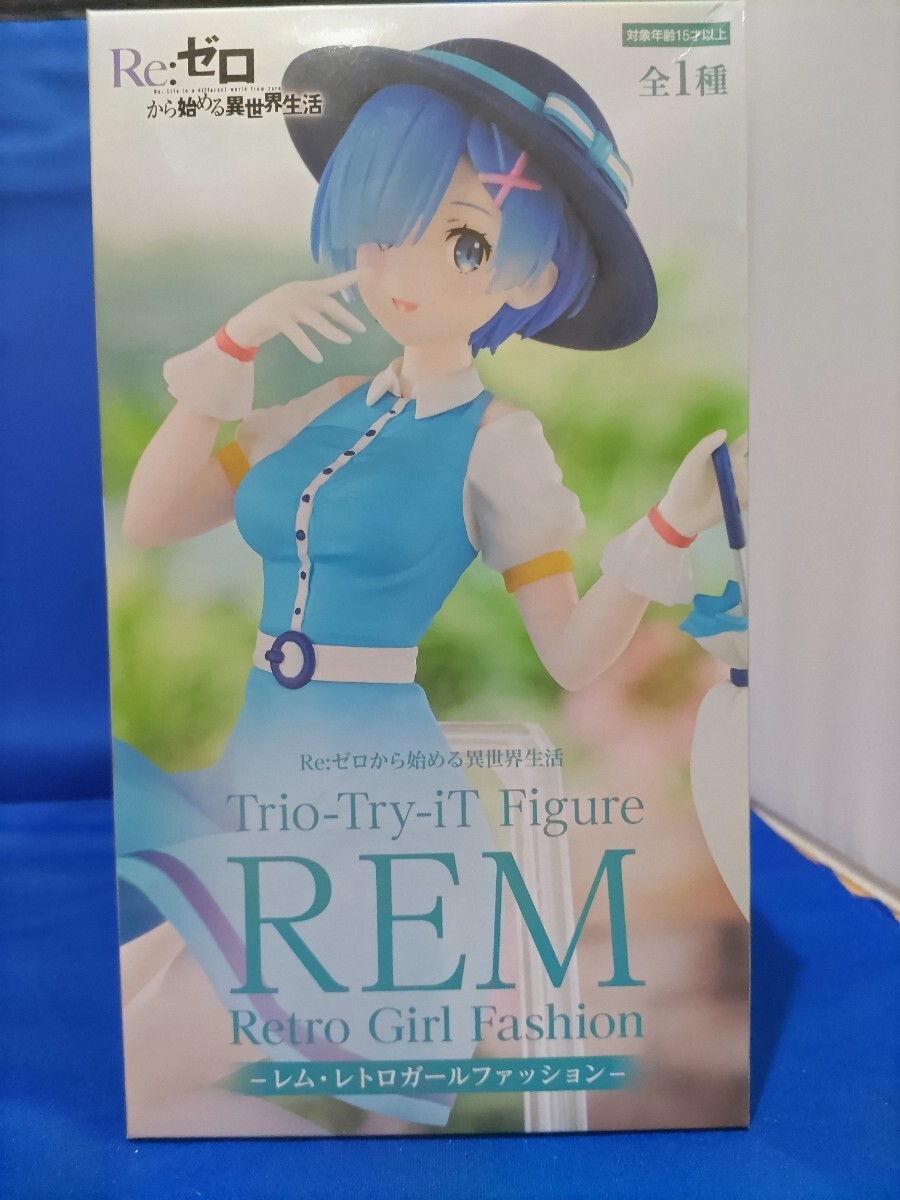 Re:ゼロ
Re: Life in a different world from zero
から始める異世界生活
対象年齢15才以上
全1種
Re:ゼロから始める異世界生活
Trio-Try-iT Figure
REM
Retro Girl Fashion
−レム・レトロガールファッション−